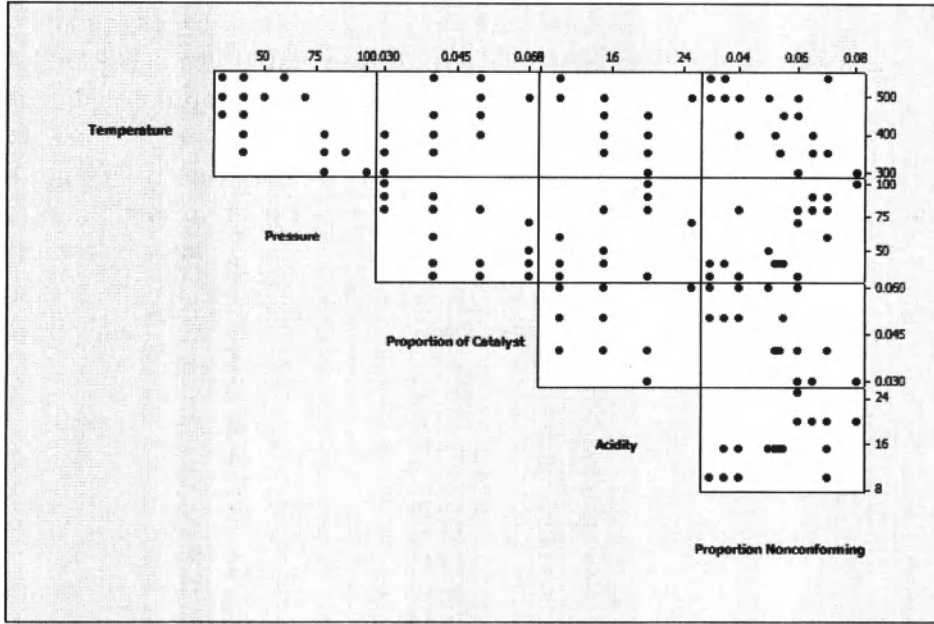 50 75 100 0.030 0.045 16 24 0.04 0.06 0.08
500
Temperature 400
300
100
75
Pressure
50
0.060
Proportion of Catalyst 0.045
0.030
24
Acidity 16
8
Proportion Nonconforming